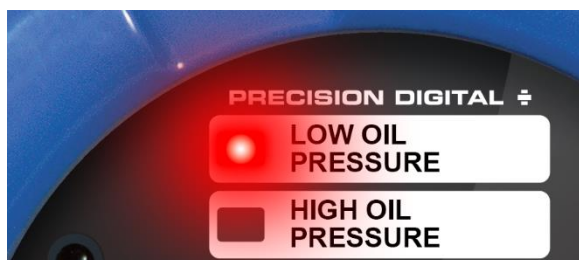 PRECISION DIGITAL
LOW OIL
PRESSURE
HIGH OIL
PRESSURE